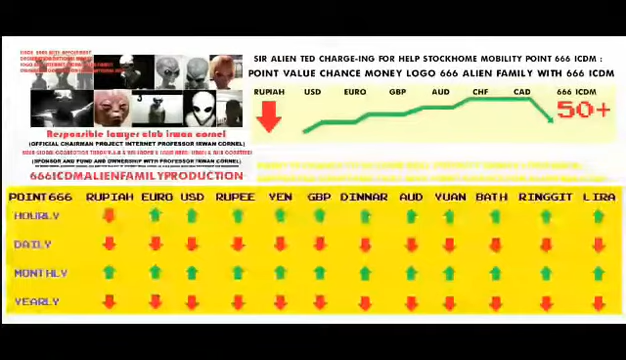 SIR ALIEN TED CHARGE-ING FOR HELP STOCKHOME MOBILITY POINT 666 ICDM :
POINT VALUE CHANCE MONEY LOGO 666 ALIEN FAMILY WITH 666 ICDM
RUPIAH USD EURO GBP AUD CHF CAD 666 ICDM
50+
Responsible lawyer club irwan cornel
(OFFICIAL CHAIRMAN PROJECT INTERNET PROFESSOR IRWAN CORNEL)
(SPONSOR AND FUND AND OWNERSHIP WITH PROFESSOR IRWAN CORNEL)
666ICDMALIENFAMILYPRODUCTION
POINT666 RUPIAH EURO USD RUPEE YEN GBP DINNAR AUD YUAN BATH RINGGIT LIRA
HOURLY
DAILY
MONTHLY
YEARLY